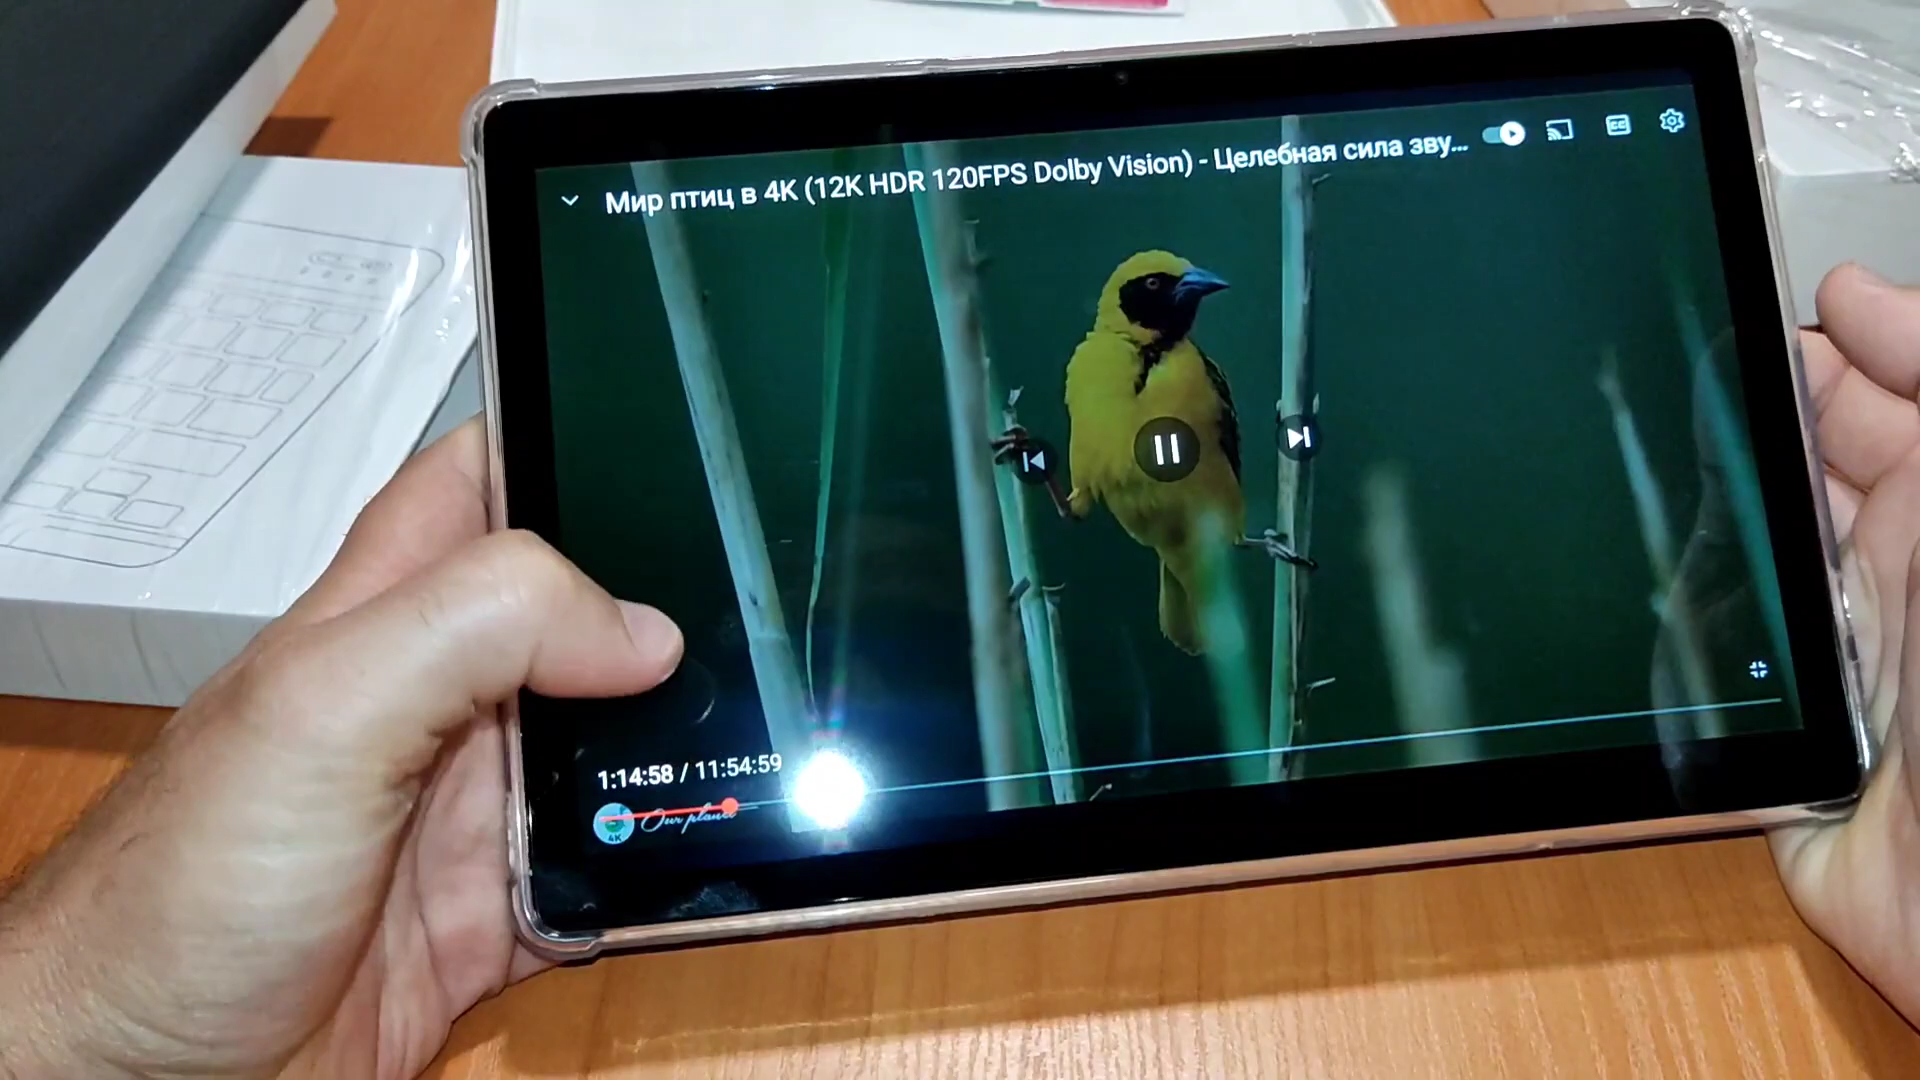 Мир птиц в 4K (12K HDR 120FPS Dolby Vision) - Целебная сила зву...
CC
1:14:58 / 11:54:59
4K
Our planet